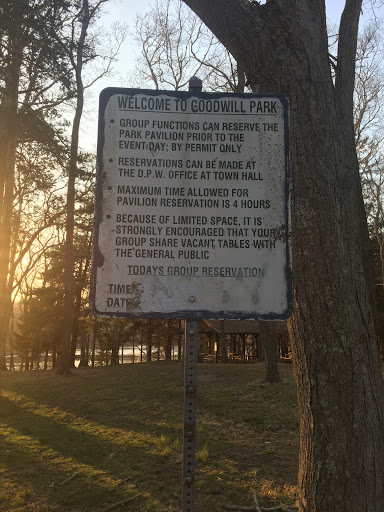 WELCOME TO GOODWILL PARK
• GROUP FUNCTIONS CAN RESERVE THE
PARK PAVILION PRIOR TO THE
EVENT DAY; BY PERMIT ONLY
• RESERVATIONS CAN BE MADE AT
THE D.P.W. OFFICE AT TOWN HALL
• MAXIMUM TIME ALLOWED FOR
PAVILION RESERVATION IS 4 HOURS
• BECAUSE OF LIMITED SPACE, IT IS
STRONGLY ENCOURAGED THAT YOUR
GROUP SHARE VACANT TABLES WITH
THE GENERAL PUBLIC
TODAYS GROUP RESERVATION
TIME:
DATE: